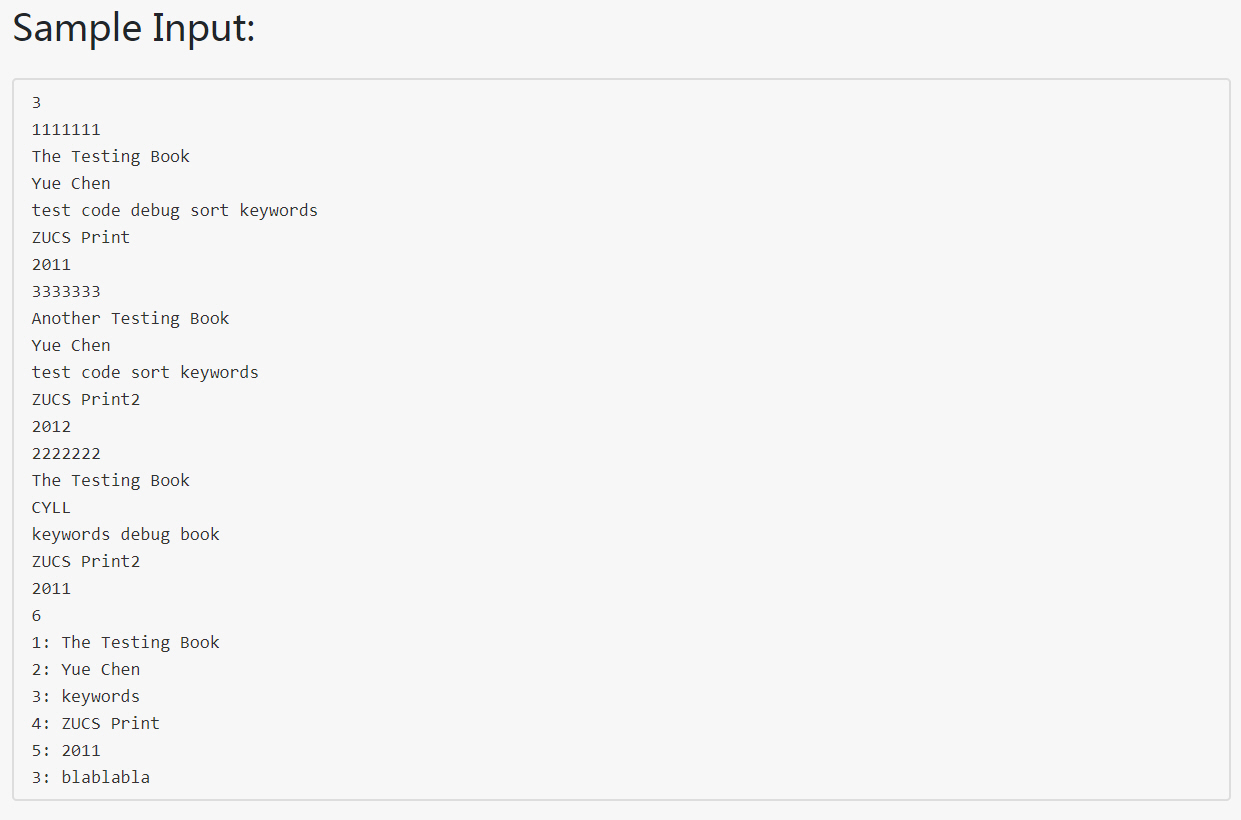 Sample Input:
3
1111111
The Testing Book
Yue Chen
test code debug sort keywords
ZUCS Print
2011
3333333
Another Testing Book
Yue Chen
test code sort keywords
ZUCS Print2
2012
2222222
The Testing Book
CYLL
keywords debug book
ZUCS Print2
2011
6
1: The Testing Book
2: Yue Chen
3: keywords
4: ZUCS Print
5: 2011
3: blablabla